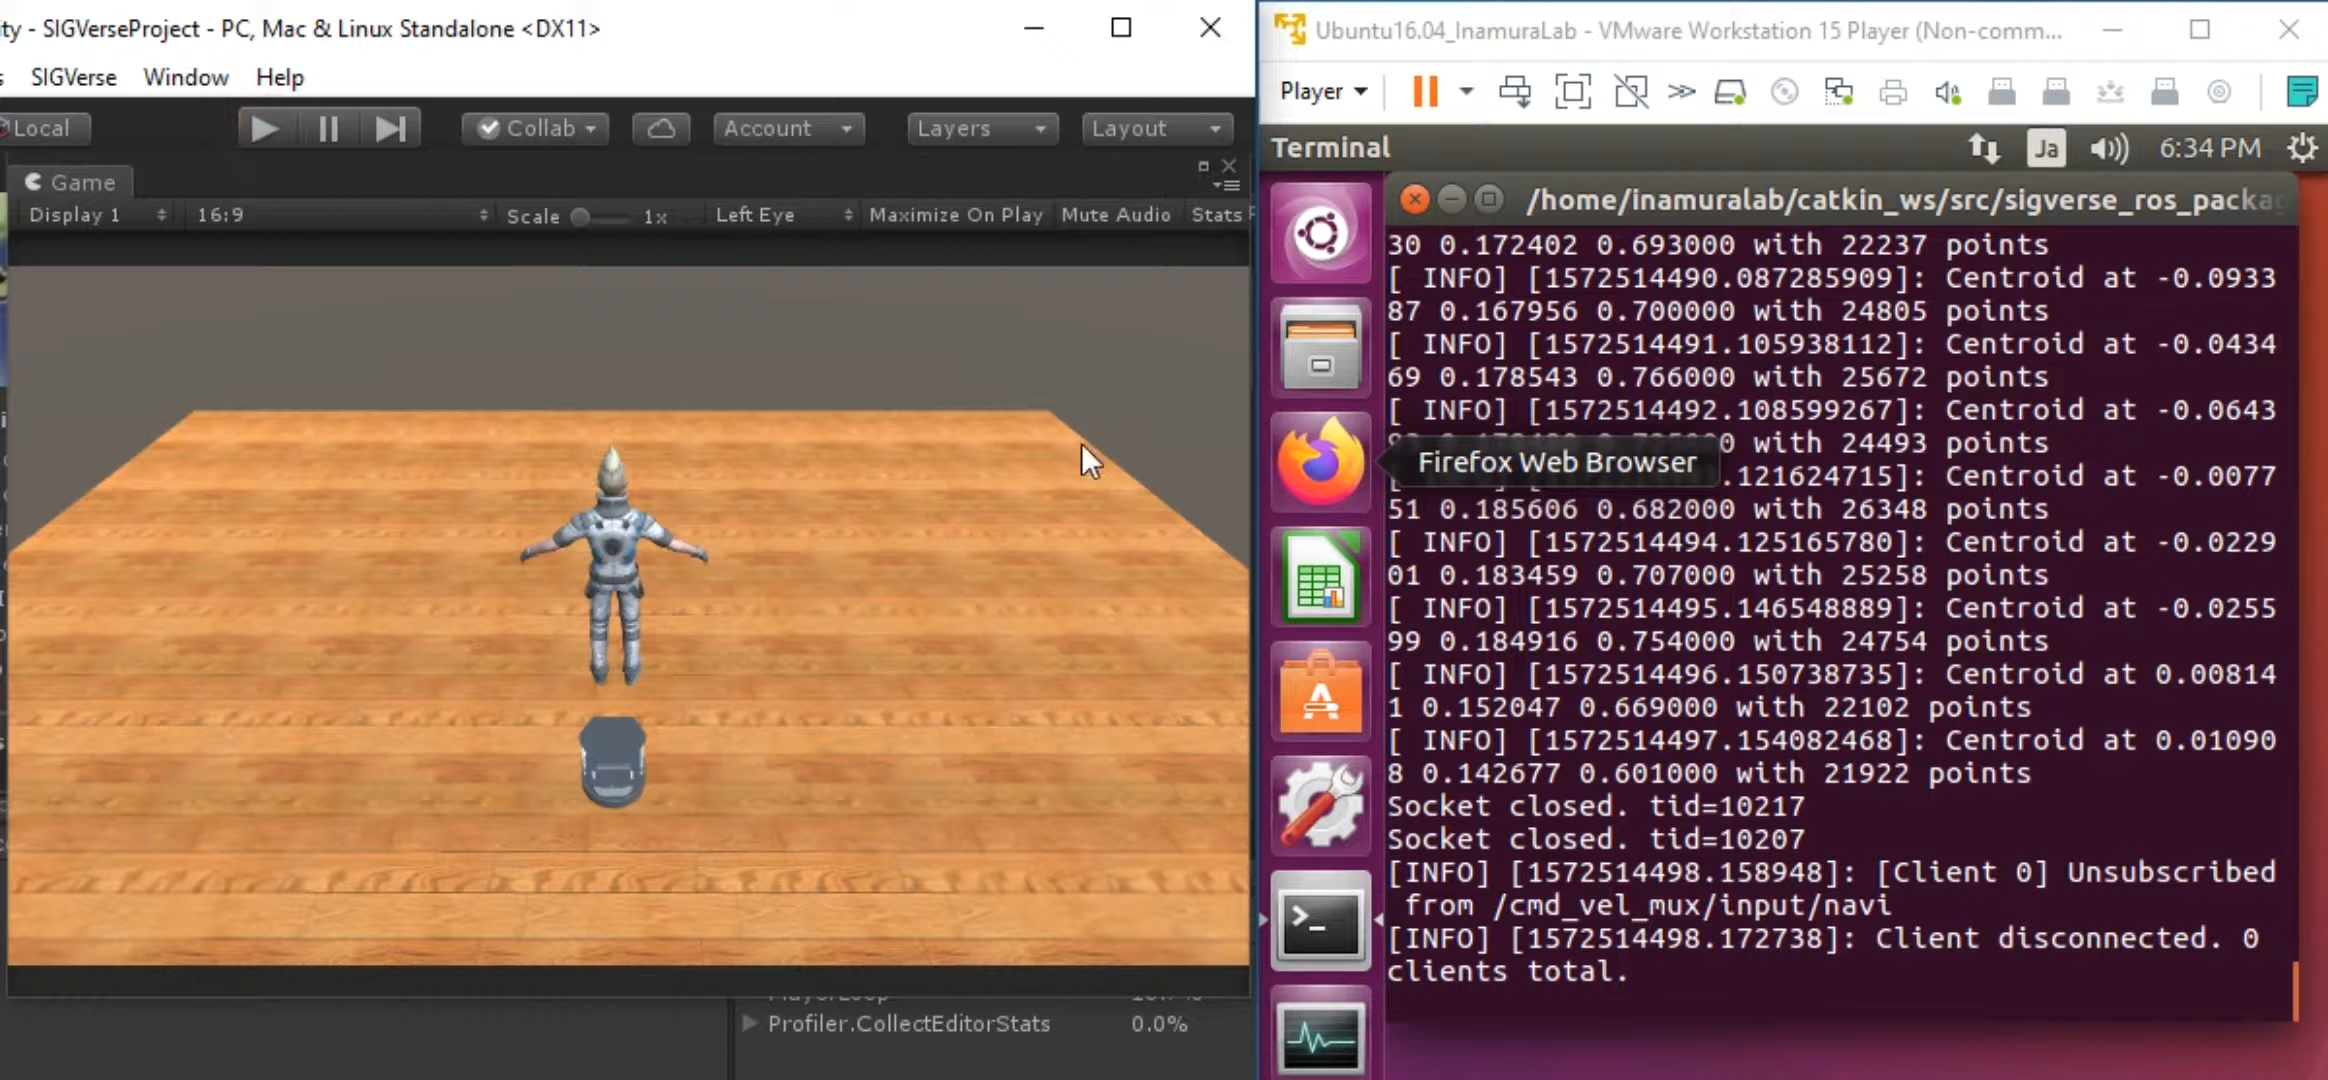 ty - SIGVerseProject - PC, Mac & Linux Standalone <DX11>
SIGVerse Window Help
Local Collab Account Layers Layout
Game
Display 1 16:9 Scale 1x Left Eye Maximize On Play Mute Audio Stats
Profiler.CollectEditorStats 0.0%
Ubuntu16.04_InamuraLab - VMware Workstation 15 Player (Non-comm...
Player
Terminal Ja 6:34 PM
/home/inamuralab/catkin_ws/src/sigverse_ros_packag
30 0.172402 0.693000 with 22237 points
[ INFO] [1572514490.087285909]: Centroid at -0.0933
87 0.167956 0.700000 with 24805 points
[ INFO] [1572514491.105938112]: Centroid at -0.0434
69 0.178543 0.766000 with 25672 points
[ INFO] [1572514492.108599267]: Centroid at -0.0643
0 with 24493 points
Firefox Web Browser
.121624715]: Centroid at -0.0077
51 0.185606 0.682000 with 26348 points
[ INFO] [1572514494.125165780]: Centroid at -0.0229
01 0.183459 0.707000 with 25258 points
[ INFO] [1572514495.146548889]: Centroid at -0.0255
99 0.184916 0.754000 with 24754 points
[ INFO] [1572514496.150738735]: Centroid at 0.00814
1 0.152047 0.669000 with 22102 points
[ INFO] [1572514497.154082468]: Centroid at 0.01090
8 0.142677 0.601000 with 21922 points
Socket closed. tid=10217
Socket closed. tid=10207
[INFO] [1572514498.158948]: [Client 0] Unsubscribed
from /cmd_vel_mux/input/navi
[INFO] [1572514498.172738]: Client disconnected. 0
clients total.